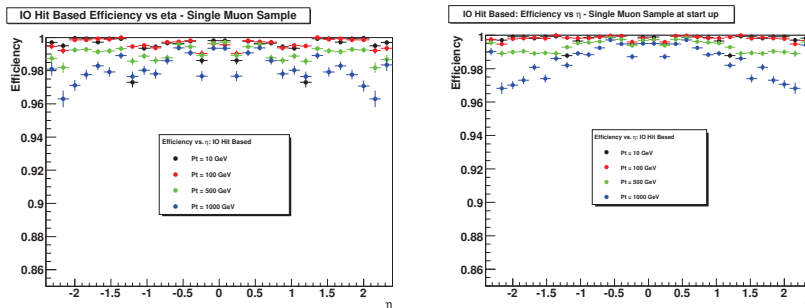 IO Hit Based Efficiency vs eta - Single Muon Sample
Efficiency
1
0.98
0.96
0.94
0.92
0.9
0.88
0.86
Efficiency vs. η: IO Hit Based
Pt = 10 GeV
Pt = 100 GeV
Pt = 500 GeV
Pt = 1000 GeV
-2 -1.5 -1 -0.5 0 0.5 1 1.5 2
η
IO Hit Based: Efficiency vs η - Single Muon Sample at start up
Efficiency
1
0.98
0.96
0.94
0.92
0.9
0.88
0.86
Efficiency vs. η: IO Hit Based
Pt = 10 GeV
Pt = 100 GeV
Pt = 500 GeV
Pt = 1000 GeV
-2 -1.5 -1 -0.5 0 0.5 1 1.5 2